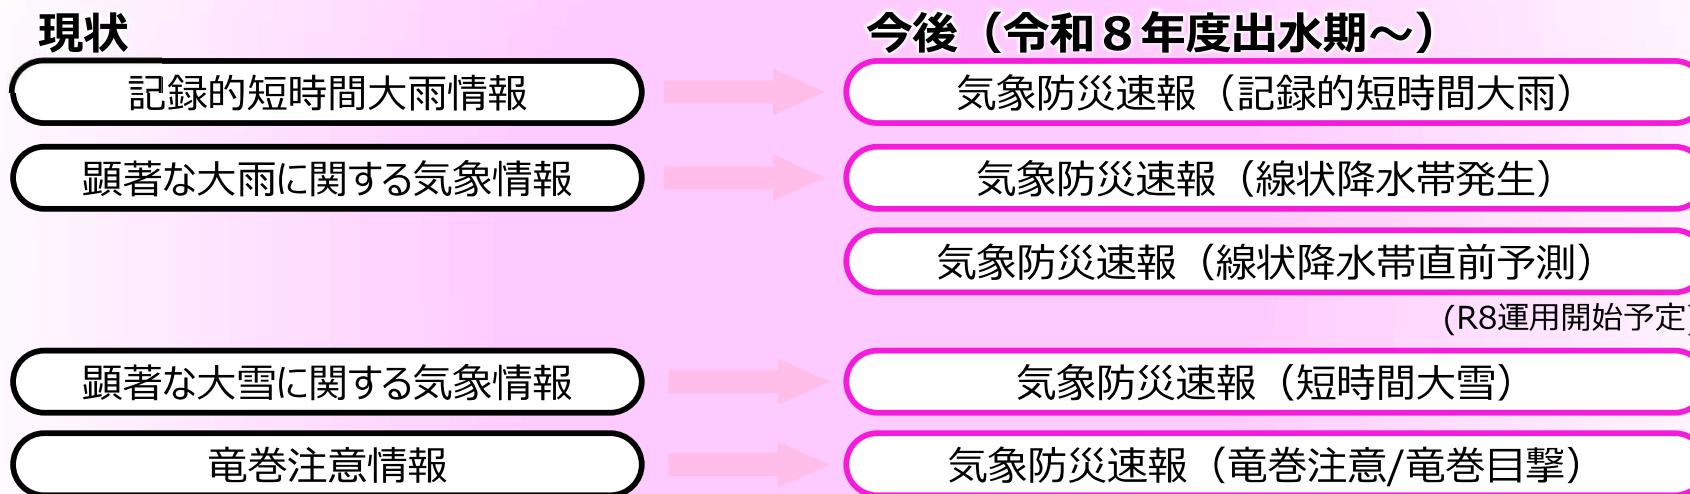 現状
今後（令和８年度出水期～）
記録的短時間大雨情報
気象防災速報（記録的短時間大雨）
顕著な大雨に関する気象情報
気象防災速報（線状降水帯発生）
気象防災速報（線状降水帯直前予測）
(R8運用開始予定)
顕著な大雪に関する気象情報
気象防災速報（短時間大雪）
竜巻注意情報
気象防災速報（竜巻注意/竜巻目撃）